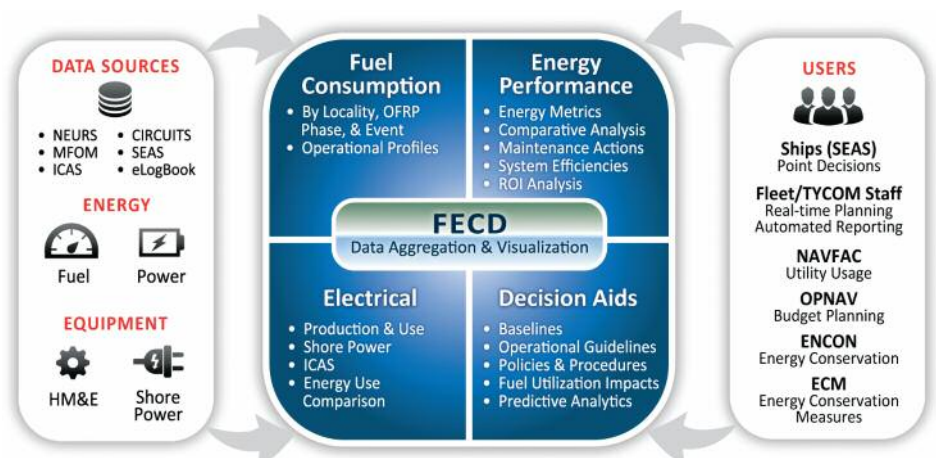 DATA SOURCES
• NEURS
• MFOM
• ICAS
• CIRCUITS
• SEAS
• eLogBook
ENERGY
Fuel
Power
EQUIPMENT
HM&E
Shore
Power
Fuel
Consumption
• By Locality, OFRP
Phase, & Event
• Operational Profiles
Energy
Performance
• Energy Metrics
• Comparative Analysis
• Maintenance Actions
• System Efficiencies
• ROI Analysis
FECD
Data Aggregation & Visualization
Electrical
• Production & Use
• Shore Power
• ICAS
• Energy Use
Comparison
Decision Aids
• Baselines
• Operational Guidelines
• Policies & Procedures
• Fuel Utilization Impacts
• Predictive Analytics
USERS
Ships (SEAS)
Point Decisions
Fleet/TYCOM Staff
Real-time Planning
Automated Reporting
NAVFAC
Utility Usage
OPNAV
Budget Planning
ENCON
Energy Conservation
ECM
Energy Conservation
Measures